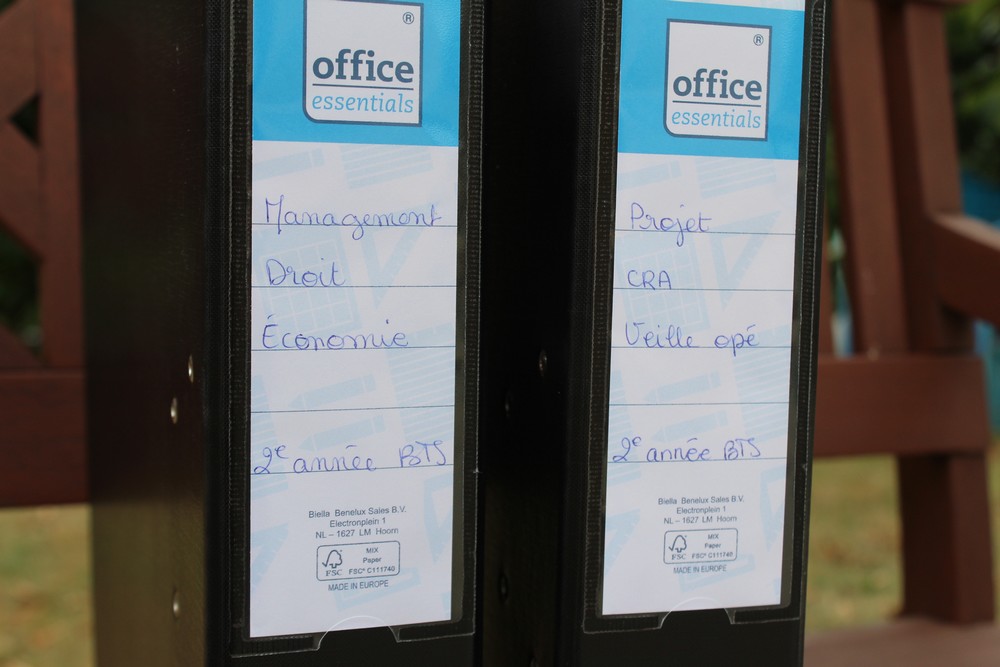 ®
office
essentials
Management
Droit
Économie
2e année BTS
Biella Benelux Sales B.V.
Electronplein 1
NL – 1627 LM Hoorn
FSC
MIX
Paper
FSC® C111740
MADE IN EUROPE
®
office
essentials
Projet
CRA
Veille opé
2e année BTS
Biella Benelux Sales B.V.
Electronplein 1
NL – 1627 LM Hoorn
FSC
MIX
Paper
FSC® C111740
MADE IN EUROPE